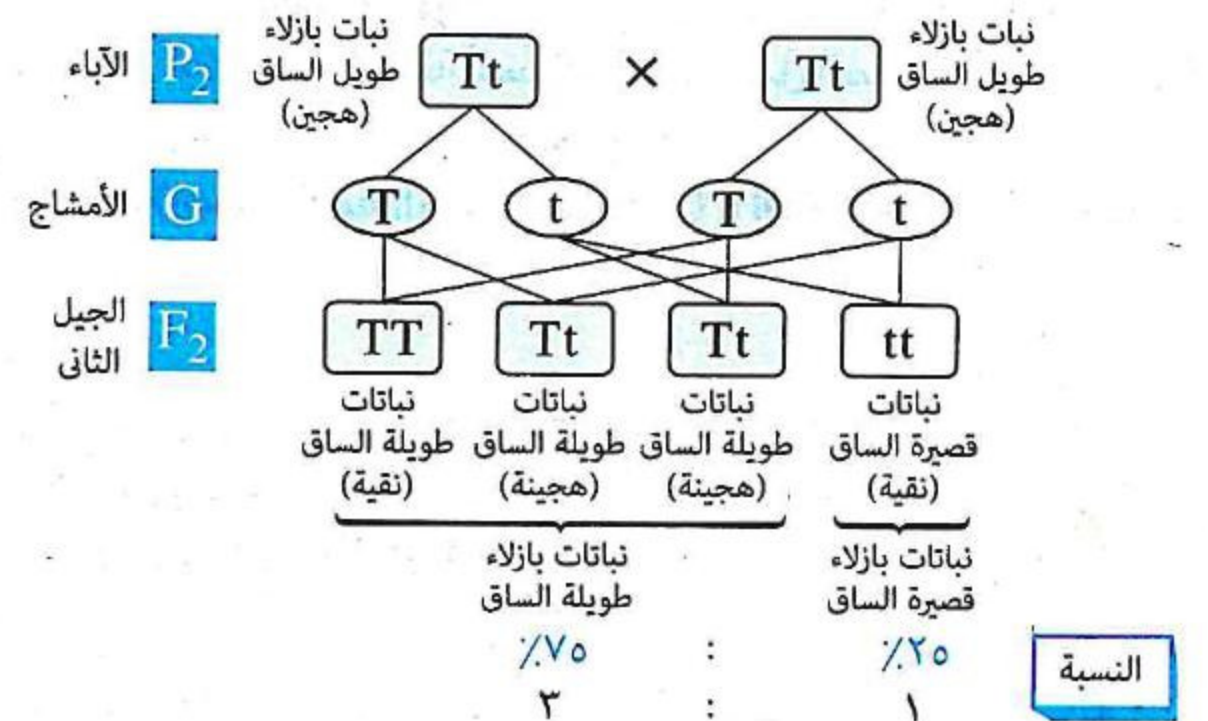 نبات بازلاء
طويل الساق
(هجين)
Tt × Tt
نبات بازلاء
طويل الساق
(هجين)
P2 الآباء
T t T t
G الأمشاج
TT Tt Tt tt
F2 الجيل
الثانى
نباتات
طويلة الساق
(نقية)
نباتات
طويلة الساق
(هجينة)
نباتات
طويلة الساق
(هجينة)
نباتات
قصيرة الساق
(نقية)
نباتات بازلاء
طويلة الساق
نباتات بازلاء
قصيرة الساق
النسبة
٪٧٥ : ٪٢٥
٣ : ١